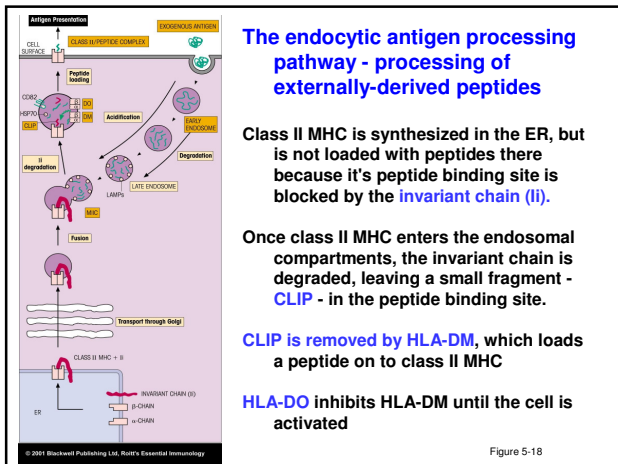 Antigen Presentation
EXOGENOUS ANTIGEN
CLASS II/PEPTIDE COMPLEX
CELL
SURFACE
Peptide
loading
CD82
DO
HSP70
DM
CLIP
β
α
β
α
Acidification
EARLY
ENDOSOME
Degradation
Ii
degradation
LATE ENDOSOME
LAMPs
MIIC
Fusion
Transport through Golgi
CLASS II MHC + Ii
INVARIANT CHAIN (Ii)
β-CHAIN
α-CHAIN
ER
© 2001 Blackwell Publishing Ltd, Roitt's Essential Immunology
The endocytic antigen processing
pathway - processing of
externally-derived peptides
Class II MHC is synthesized in the ER, but
is not loaded with peptides there
because it's peptide binding site is
blocked by the invariant chain (Ii).
Once class II MHC enters the endosomal
compartments, the invariant chain is
degraded, leaving a small fragment -
CLIP - in the peptide binding site.
CLIP is removed by HLA-DM, which loads
a peptide on to class II MHC
HLA-DO inhibits HLA-DM until the cell is
activated
Figure 5-18